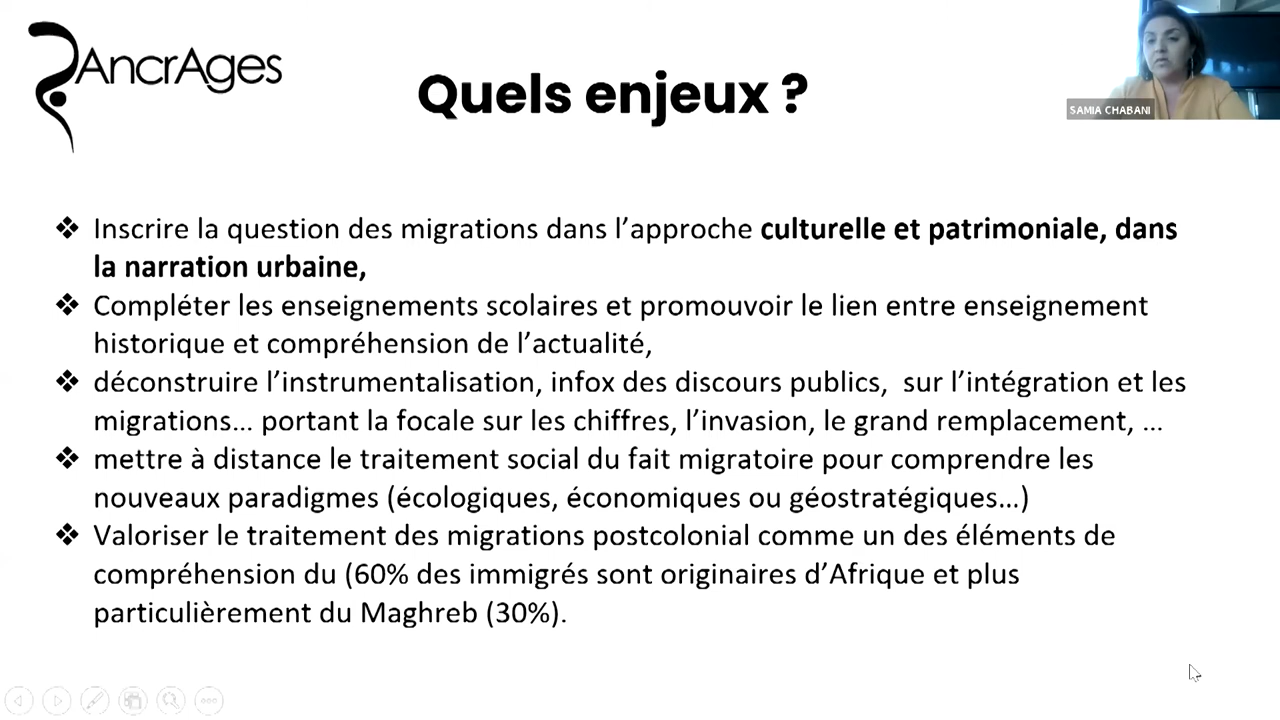 AncrAges
Quels enjeux ?
SAMIA CHABANI
❖ Inscrire la question des migrations dans l’approche culturelle et patrimoniale, dans
la narration urbaine,
❖ Compléter les enseignements scolaires et promouvoir le lien entre enseignement
historique et compréhension de l’actualité,
❖ déconstruire l’instrumentalisation, infox des discours publics,  sur l’intégration et les
migrations… portant la focale sur les chiffres, l’invasion, le grand remplacement, …
❖ mettre à distance le traitement social du fait migratoire pour comprendre les
nouveaux paradigmes (écologiques, économiques ou géostratégiques…)
❖ Valoriser le traitement des migrations postcolonial comme un des éléments de
compréhension du (60% des immigrés sont originaires d’Afrique et plus
particulièrement du Maghreb (30%).